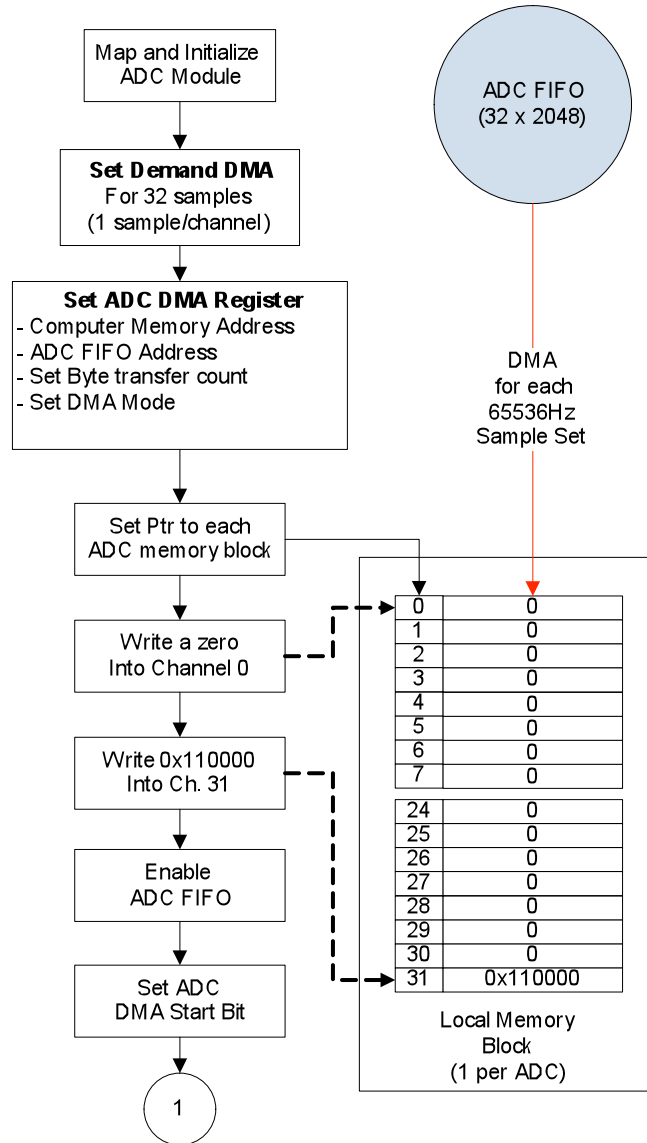 Map and Initialize
ADC Module
ADC FIFO
(32 x 2048)
Set Demand DMA
For 32 samples
(1 sample/channel)
Set ADC DMA Register
- Computer Memory Address
- ADC FIFO Address
- Set Byte transfer count
- Set DMA Mode
DMA
for each
65536Hz
Sample Set
Set Ptr to each
ADC memory block
Write a zero
Into Channel 0
Write 0x110000
Into Ch. 31
Enable
ADC FIFO
Set ADC
DMA Start Bit
1
0 0
1 0
2 0
3 0
4 0
5 0
6 0
7 0
24 0
25 0
26 0
27 0
28 0
29 0
30 0
31 0x110000
Local Memory
Block
(1 per ADC)